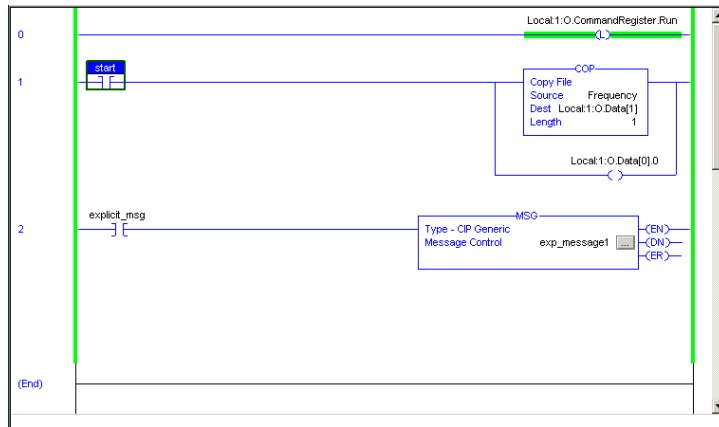 Local:1:O.CommandRegister.Run
0
L
start
1
COP
Copy File
Source Frequency
Dest Local:1:O.Data[1]
Length 1
Local:1:O.Data[0].0
explicit_msg
2
MSG
Type - CIP Generic
Message Control exp_message1 ...
EN
DN
ER
(End)